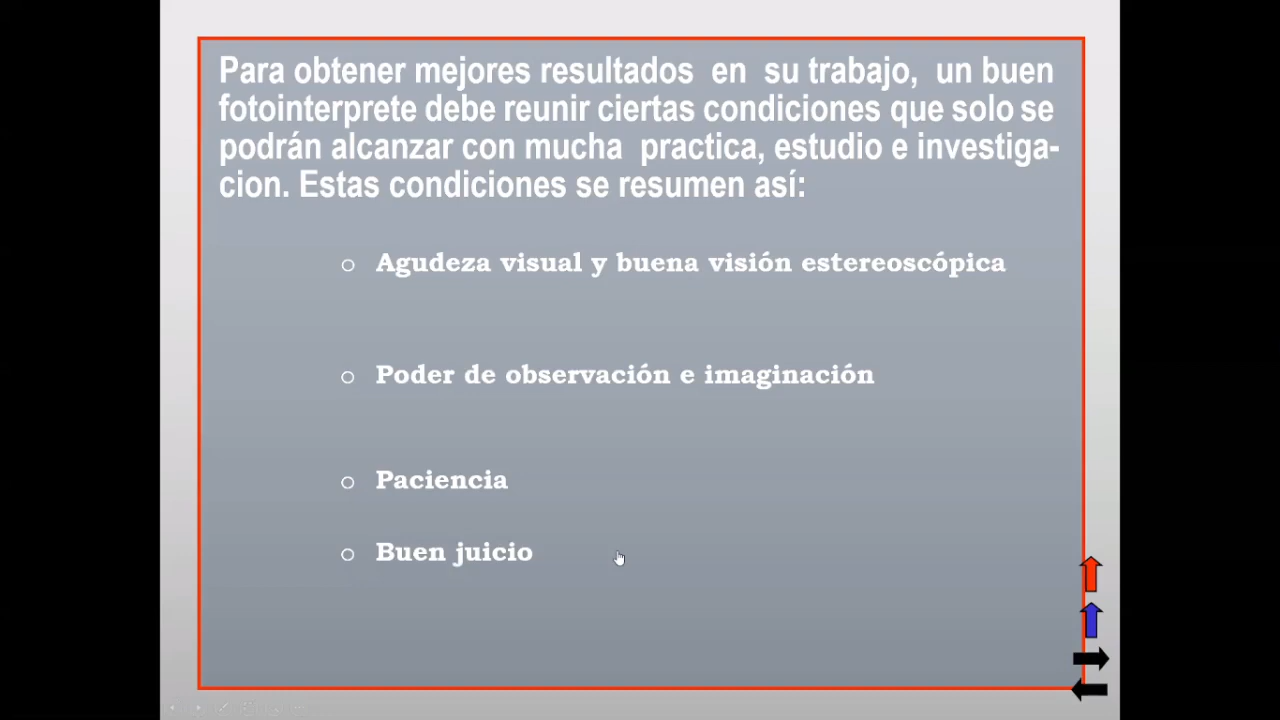 Para obtener mejores resultados en su trabajo, un buen
fotointerprete debe reunir ciertas condiciones que solo se
podrán alcanzar con mucha practica, estudio e investiga-
cion. Estas condiciones se resumen así:
o Agudeza visual y buena visión estereoscópica
o Poder de observación e imaginación
o Paciencia
o Buen juicio